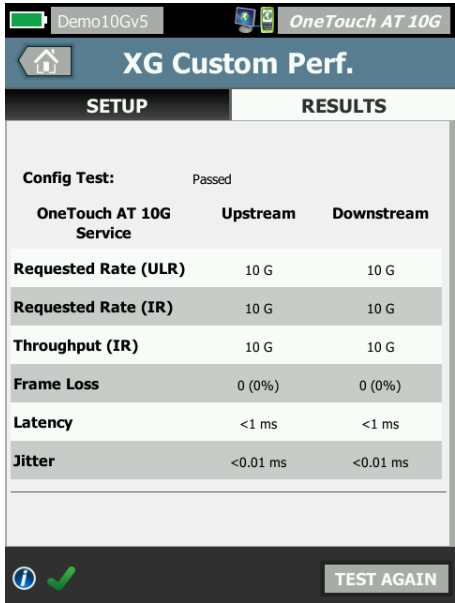 Demo10Gv5 OneTouch AT 10G
XG Custom Perf.
SETUP RESULTS
Config Test: Passed
OneTouch AT 10G Upstream Downstream
Service
Requested Rate (ULR) 10 G 10 G
Requested Rate (IR) 10 G 10 G
Throughput (IR) 10 G 10 G
Frame Loss 0 (0%) 0 (0%)
Latency <1 ms <1 ms
Jitter <0.01 ms <0.01 ms
i TEST AGAIN